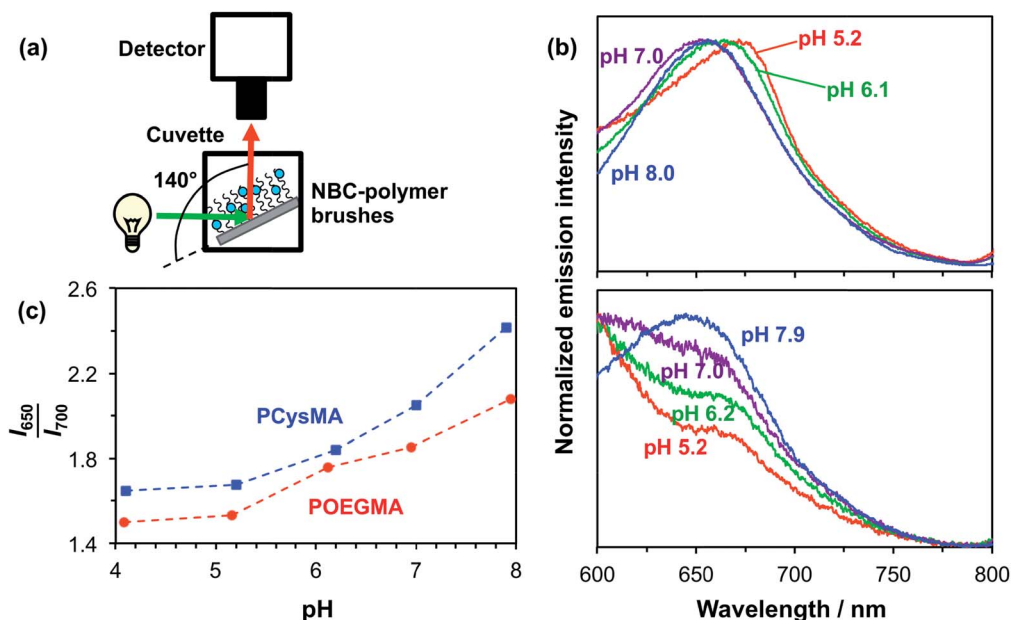 (a)
Detector
Cuvette
140°
NBC-polymer
brushes
(b)
pH 7.0
pH 5.2
pH 6.1
pH 8.0
pH 7.9
pH 7.0
pH 6.2
pH 5.2
Normalized emission intensity
600 650 700 750 800
Wavelength / nm
(c)
2.6
2.2
1.8
1.4
I650
I700
PCysMA
POEGMA
4 5 6 7 8
pH